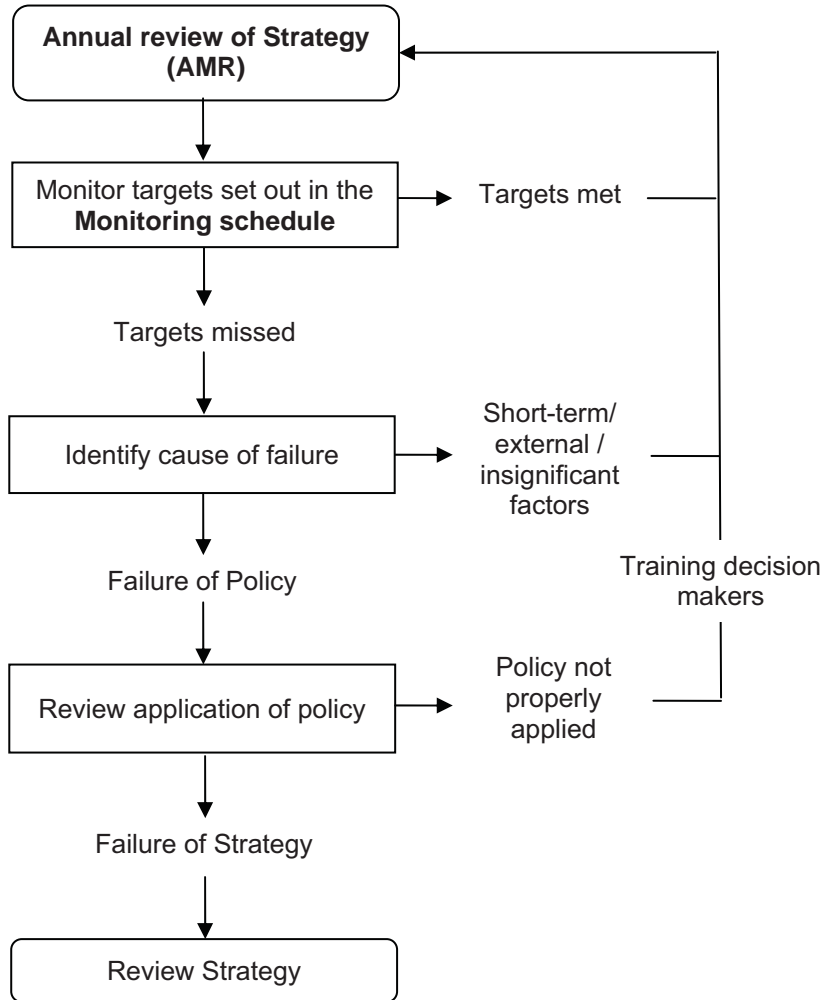 Annual review of Strategy
(AMR)
Monitor targets set out in the
Monitoring schedule
Targets met
Targets missed
Identify cause of failure
Short-term/
external /
insignificant
factors
Failure of Policy
Training decision
makers
Review application of policy
Policy not
properly
applied
Failure of Strategy
Review Strategy